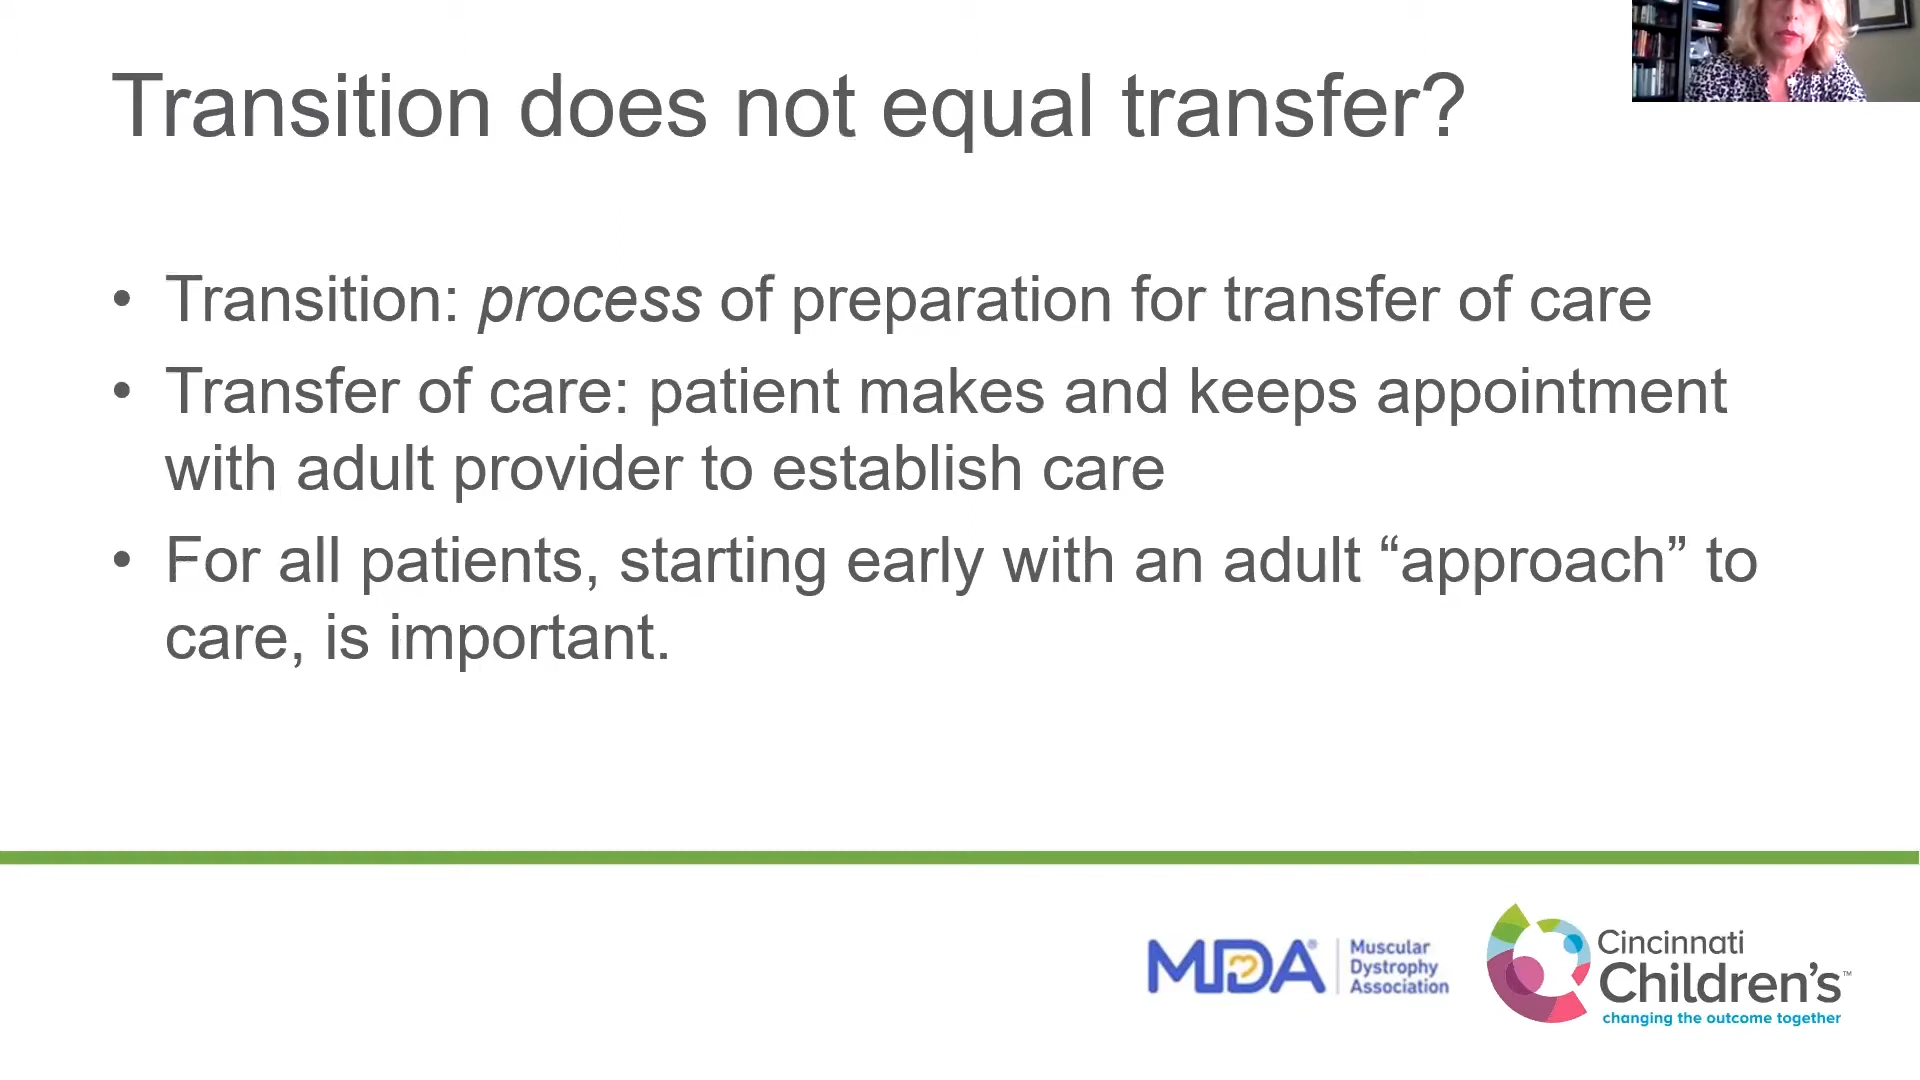 Transition does not equal transfer?
• Transition: process of preparation for transfer of care
• Transfer of care: patient makes and keeps appointment
with adult provider to establish care
• For all patients, starting early with an adult “approach” to
care, is important.
MDA® Muscular
Dystrophy
Association
Cincinnati
Children’s™
changing the outcome together